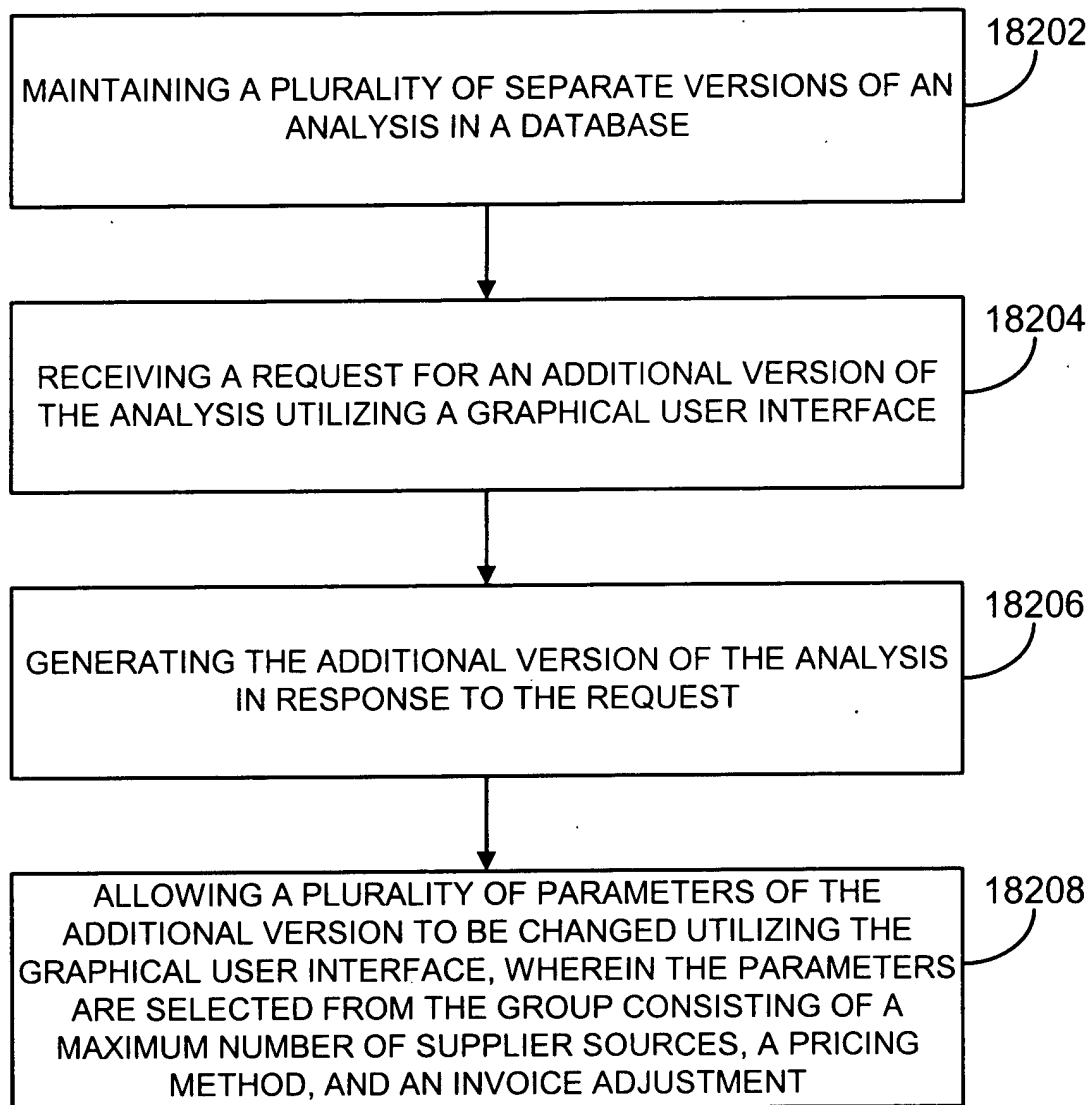 18202
MAINTAINING A PLURALITY OF SEPARATE VERSIONS OF AN
ANALYSIS IN A DATABASE
18204
RECEIVING A REQUEST FOR AN ADDITIONAL VERSION OF
THE ANALYSIS UTILIZING A GRAPHICAL USER INTERFACE
18206
GENERATING THE ADDITIONAL VERSION OF THE ANALYSIS
IN RESPONSE TO THE REQUEST
18208
ALLOWING A PLURALITY OF PARAMETERS OF THE
ADDITIONAL VERSION TO BE CHANGED UTILIZING THE
GRAPHICAL USER INTERFACE, WHEREIN THE PARAMETERS
ARE SELECTED FROM THE GROUP CONSISTING OF A
MAXIMUM NUMBER OF SUPPLIER SOURCES, A PRICING
METHOD, AND AN INVOICE ADJUSTMENT